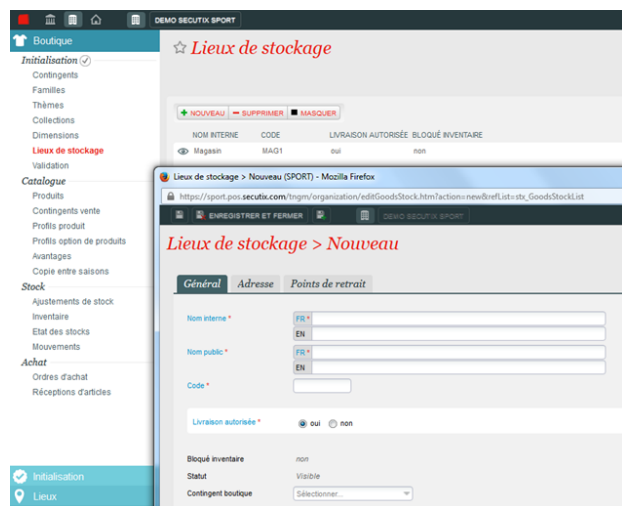 DEMO SECUTIX SPORT
Boutique
Initialisation
Contingents
Familles
Thèmes
Collections
Dimensions
Lieux de stockage
Validation
Catalogue
Produits
Contingents vente
Profils produit
Profils option de produits
Avantages
Copie entre saisons
Stock
Ajustements de stock
Inventaire
Etat des stocks
Mouvements
Achat
Ordres d'achat
Réceptions d'articles
Initialisation
Lieux
Lieux de stockage
NOUVEAU SUPPRIMER MASQUER
NOM INTERNE CODE LIVRAISON AUTORISÉE BLOQUÉ INVENTAIRE
Magasin MAG1 oui non
Lieux de stockage > Nouveau (SPORT) - Mozilla Firefox
https://sport.pos.secutix.com/tngm/organization/editGoodsStock.htm?action=new&refList=stx_GoodsStockList
ENREGISTRER ET FERMER DEMO SECUTIX SPORT
Lieux de stockage > Nouveau
Général Adresse Points de retrait
Nom interne * FR *
EN
Nom public * FR *
EN
Code *
Livraison autorisée * oui non
Bloqué inventaire non
Statut Visible
Contingent boutique Sélectionner...